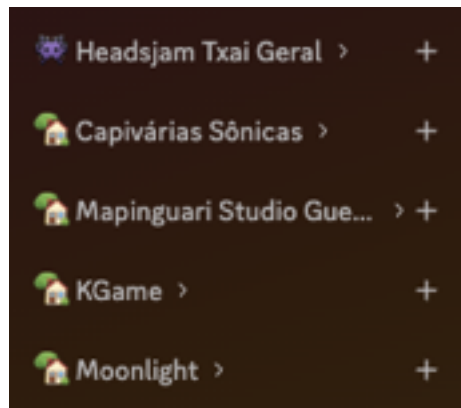 Headsjam Txai Geral
Capivárias Sônicas
Mapinguari Studio Gue...
KGame
Moonlight